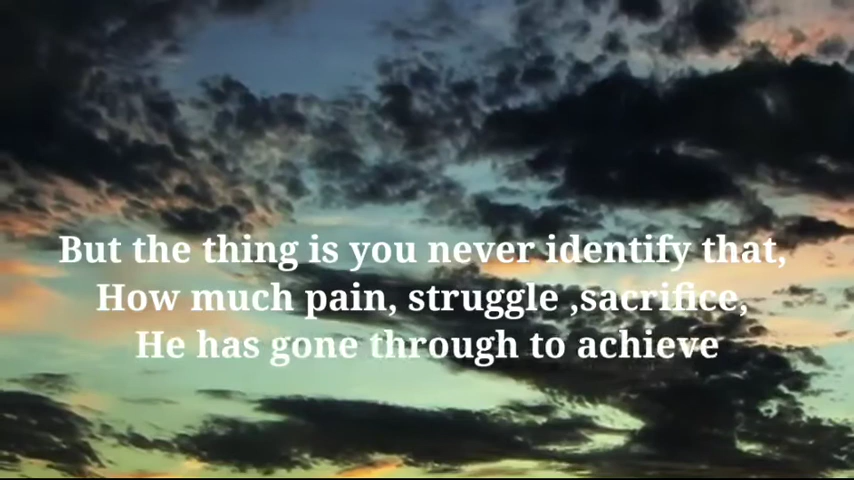 But the thing is you never identify that,
How much pain, struggle ,sacrifice,
He has gone through to achieve